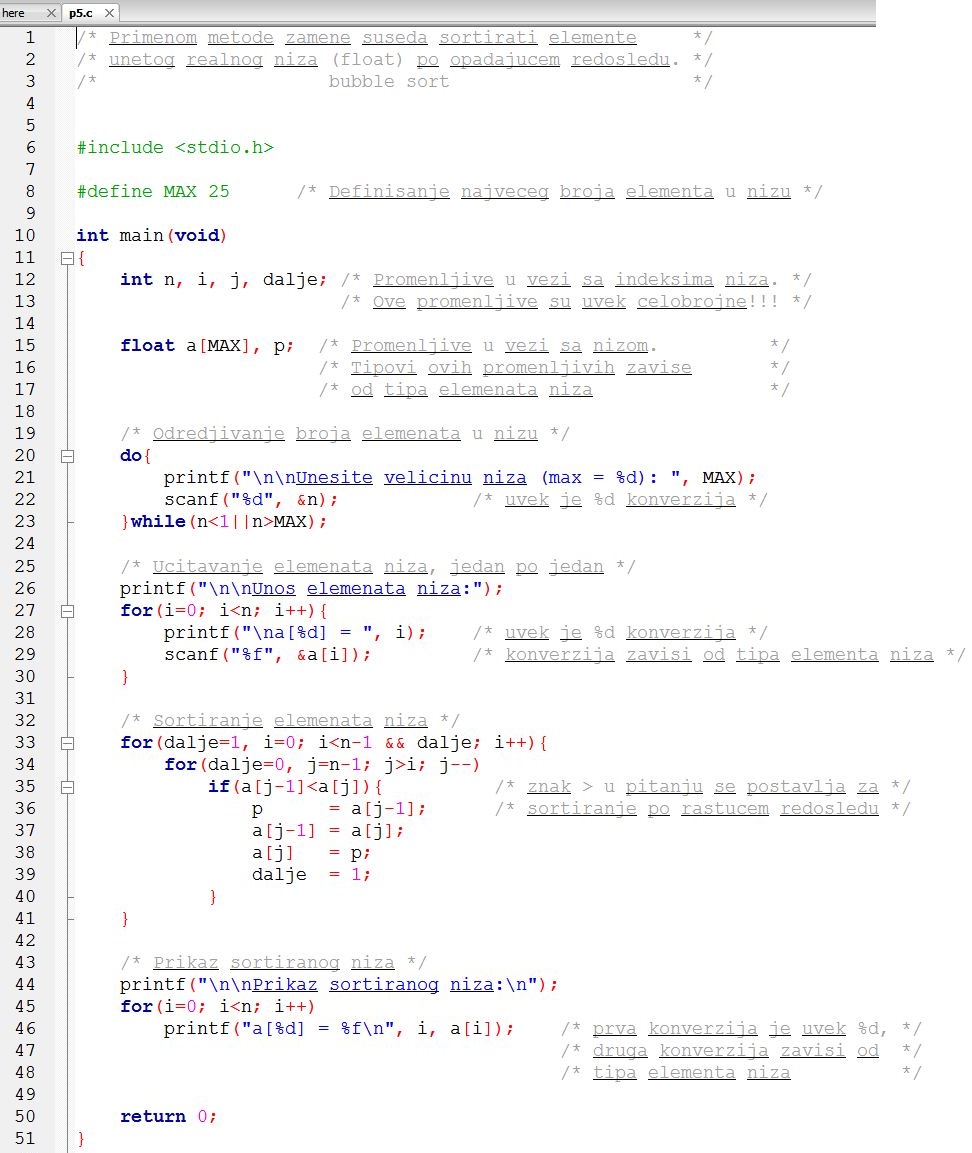 here × p5.c ×
1 /* Primenom metode zamene suseda sortirati elemente */
2 /* unetog realnog niza (float) po opadajucem redosledu. */
3 /* bubble sort */
4
5
6 #include <stdio.h>
7
8 #define MAX 25 /* Definisanje najveceg broja elementa u nizu */
9
10 int main(void)
11 {
12 int n, i, j, dalje; /* Promenljive u vezi sa indeksima niza. */
13 /* Ove promenljive su uvek celobrojne!!! */
14
15 float a[MAX], p; /* Promenljive u vezi sa nizom. */
16 /* Tipovi ovih promenljivih zavise */
17 /* od tipa elemenata niza */
18
19 /* Odredjivanje broja elemenata u nizu */
20 do{
21 printf("\n\nUnesite velicinu niza (max = %d): ", MAX);
22 scanf("%d", &n); /* uvek je %d konverzija */
23 }while(n<1||n>MAX);
24
25 /* Ucitavanje elemenata niza, jedan po jedan */
26 printf("\n\nUnos elemenata niza:");
27 for(i=0; i<n; i++){
28 printf("\na[%d] = ", i); /* uvek je %d konverzija */
29 scanf("%f", &a[i]); /* konverzija zavisi od tipa elementa niza */
30 }
31
32 /* Sortiranje elemenata niza */
33 for(dalje=1, i=0; i<n-1 && dalje; i++){
34 for(dalje=0, j=n-1; j>i; j--)
35 if(a[j-1]<a[j]){ /* znak > u pitanju se postavlja za */
36 p = a[j-1]; /* sortiranje po rastucem redosledu */
37 a[j-1] = a[j];
38 a[j] = p;
39 dalje = 1;
40 }
41 }
42
43 /* Prikaz sortiranog niza */
44 printf("\n\nPrikaz sortiranog niza:\n");
45 for(i=0; i<n; i++)
46 printf("a[%d] = %f\n", i, a[i]); /* prva konverzija je uvek %d, */
47 /* druga konverzija zavisi od */
48 /* tipa elementa niza */
49
50 return 0;
51 }